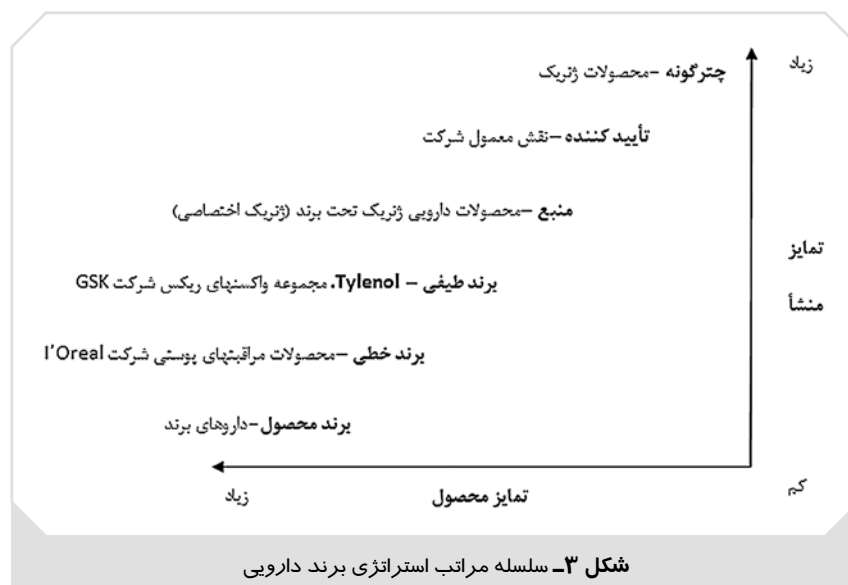 زیاد
چترگونه –محصولات ژنریک
تأیید کننده –نقش معمول شرکت
منبع –محصولات دارویی ژنریک تحت برند (ژنریک اختصاصی)
تمایز
منشأ
برند طیفی – Tylenol، مجموعه واکسنهای ریکس شرکت GSK
برند خطی –محصولات مراقبتهای پوستی شرکت l'Oreal
برند محصول–داروهای برند
کم
تمایز محصول
زیاد
شکل ۳ـ سلسله مراتب استراتژی برند دارویی